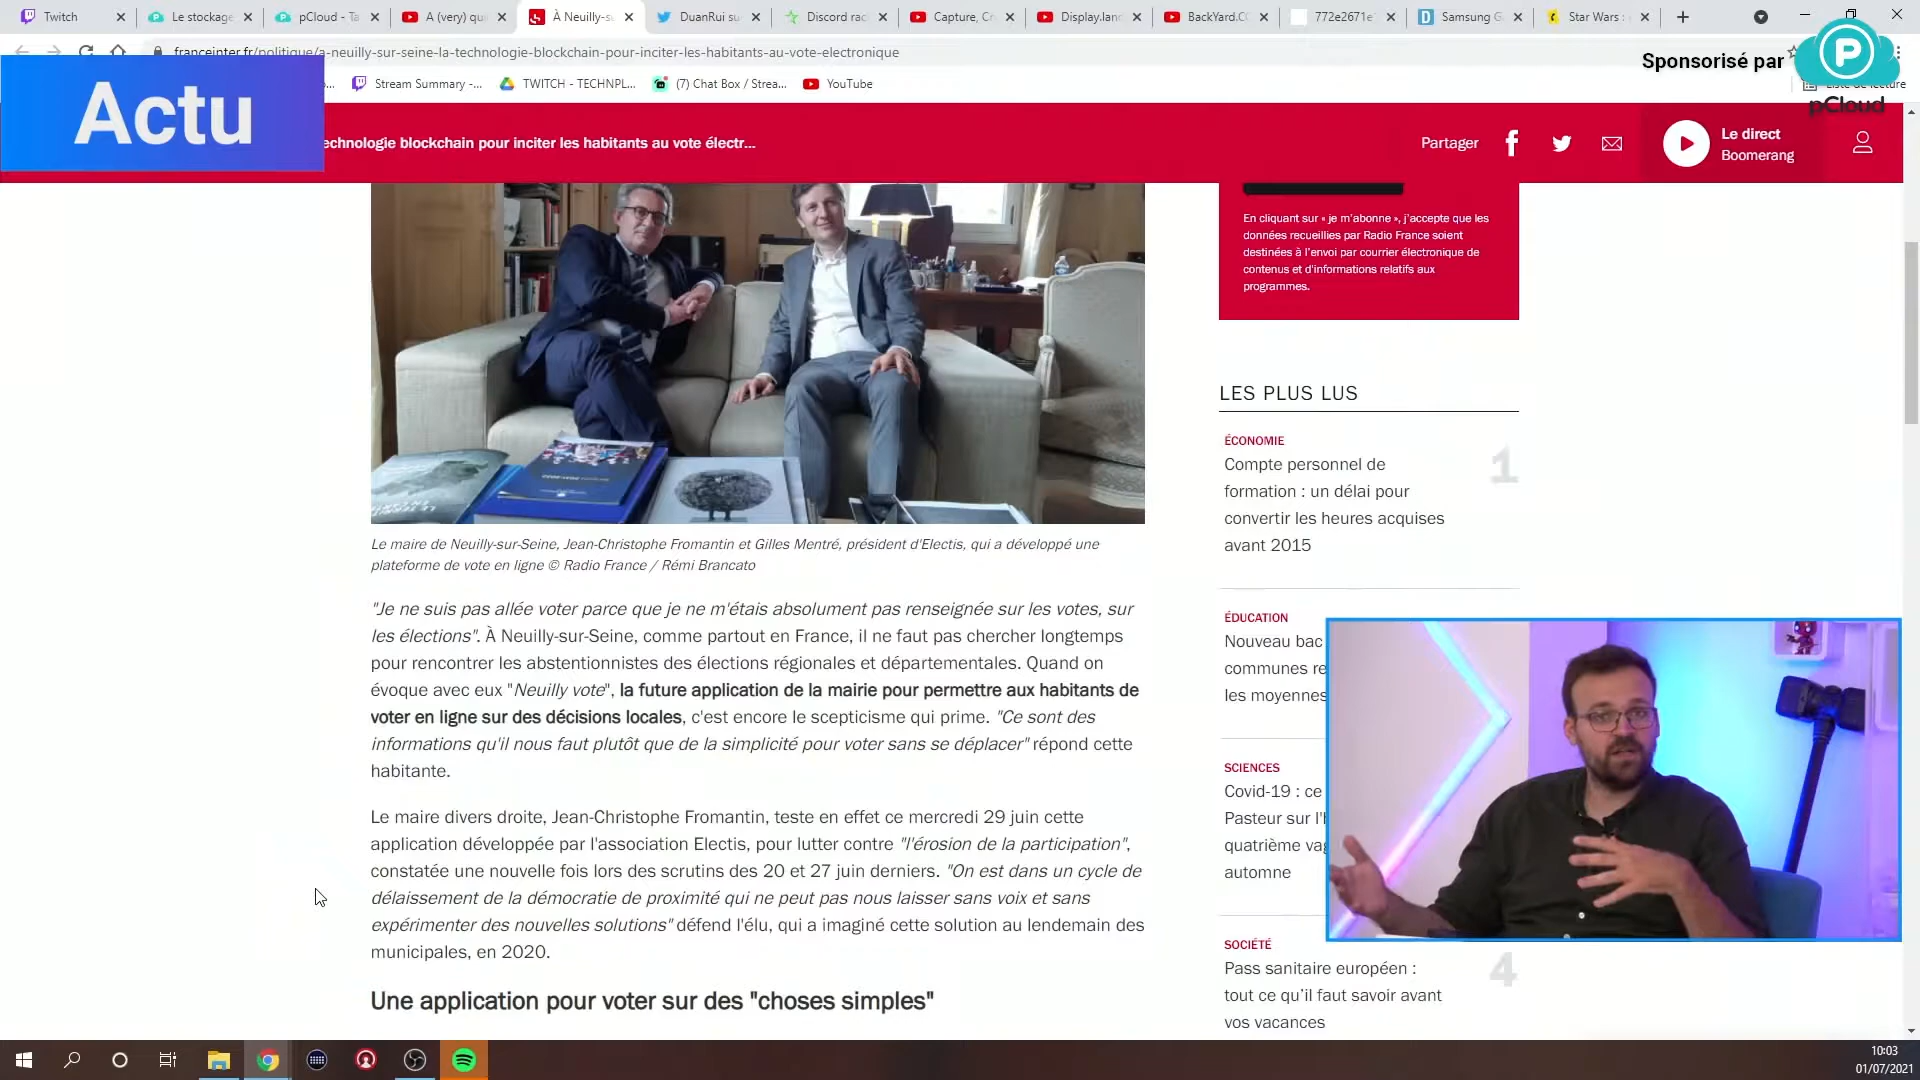 Twitch
Le stockage
pCloud - Ta
A (very) qui
À Neuilly-su
DuanRui su
Discord rac
Capture, Cr
Display.lan
BackYard.CO
772e2671e
Samsung G
Star Wars :
franceinter.fr/politique/a-neuilly-sur-seine-la-technologie-blockchain-pour-inciter-les-habitants-au-vote-electronique
Sponsorisé par
P
pCloud
Stream Summary -...
TWITCH - TECHNPL...
(7) Chat Box / Strea...
YouTube
Liste de lecture
Actu
technologie blockchain pour inciter les habitants au vote électr...
Partager
Le direct
Boomerang
En cliquant sur « je m'abonne », j'accepte que les
données recueillies par Radio France soient
destinées à l'envoi par courrier électronique de
contenus et d'informations relatifs aux
programmes.
Le maire de Neuilly-sur-Seine, Jean-Christophe Fromantin et Gilles Mentré, président d'Electis, qui a développé une
plateforme de vote en ligne © Radio France / Rémi Brancato
"Je ne suis pas allée voter parce que je ne m'étais absolument pas renseignée sur les votes, sur
les élections". À Neuilly-sur-Seine, comme partout en France, il ne faut pas chercher longtemps
pour rencontrer les abstentionnistes des élections régionales et départementales. Quand on
évoque avec eux "Neuilly vote", la future application de la mairie pour permettre aux habitants de
voter en ligne sur des décisions locales, c'est encore le scepticisme qui prime. "Ce sont des
informations qu'il nous faut plutôt que de la simplicité pour voter sans se déplacer" répond cette
habitante.
Le maire divers droite, Jean-Christophe Fromantin, teste en effet ce mercredi 29 juin cette
application développée par l'association Electis, pour lutter contre "l'érosion de la participation",
constatée une nouvelle fois lors des scrutins des 20 et 27 juin derniers. "On est dans un cycle de
délaissement de la démocratie de proximité qui ne peut pas nous laisser sans voix et sans
expérimenter des nouvelles solutions" défend l'élu, qui a imaginé cette solution au lendemain des
municipales, en 2020.
Une application pour voter sur des "choses simples"
LES PLUS LUS
ÉCONOMIE
Compte personnel de
formation : un délai pour
convertir les heures acquises
avant 2015
1
ÉDUCATION
Nouveau bac
communes re
les moyennes
SCIENCES
Covid-19 : ce
Pasteur sur l'h
quatrième vag
automne
SOCIÉTÉ
Pass sanitaire européen :
tout ce qu'il faut savoir avant
vos vacances
4
10:03
01/07/2021